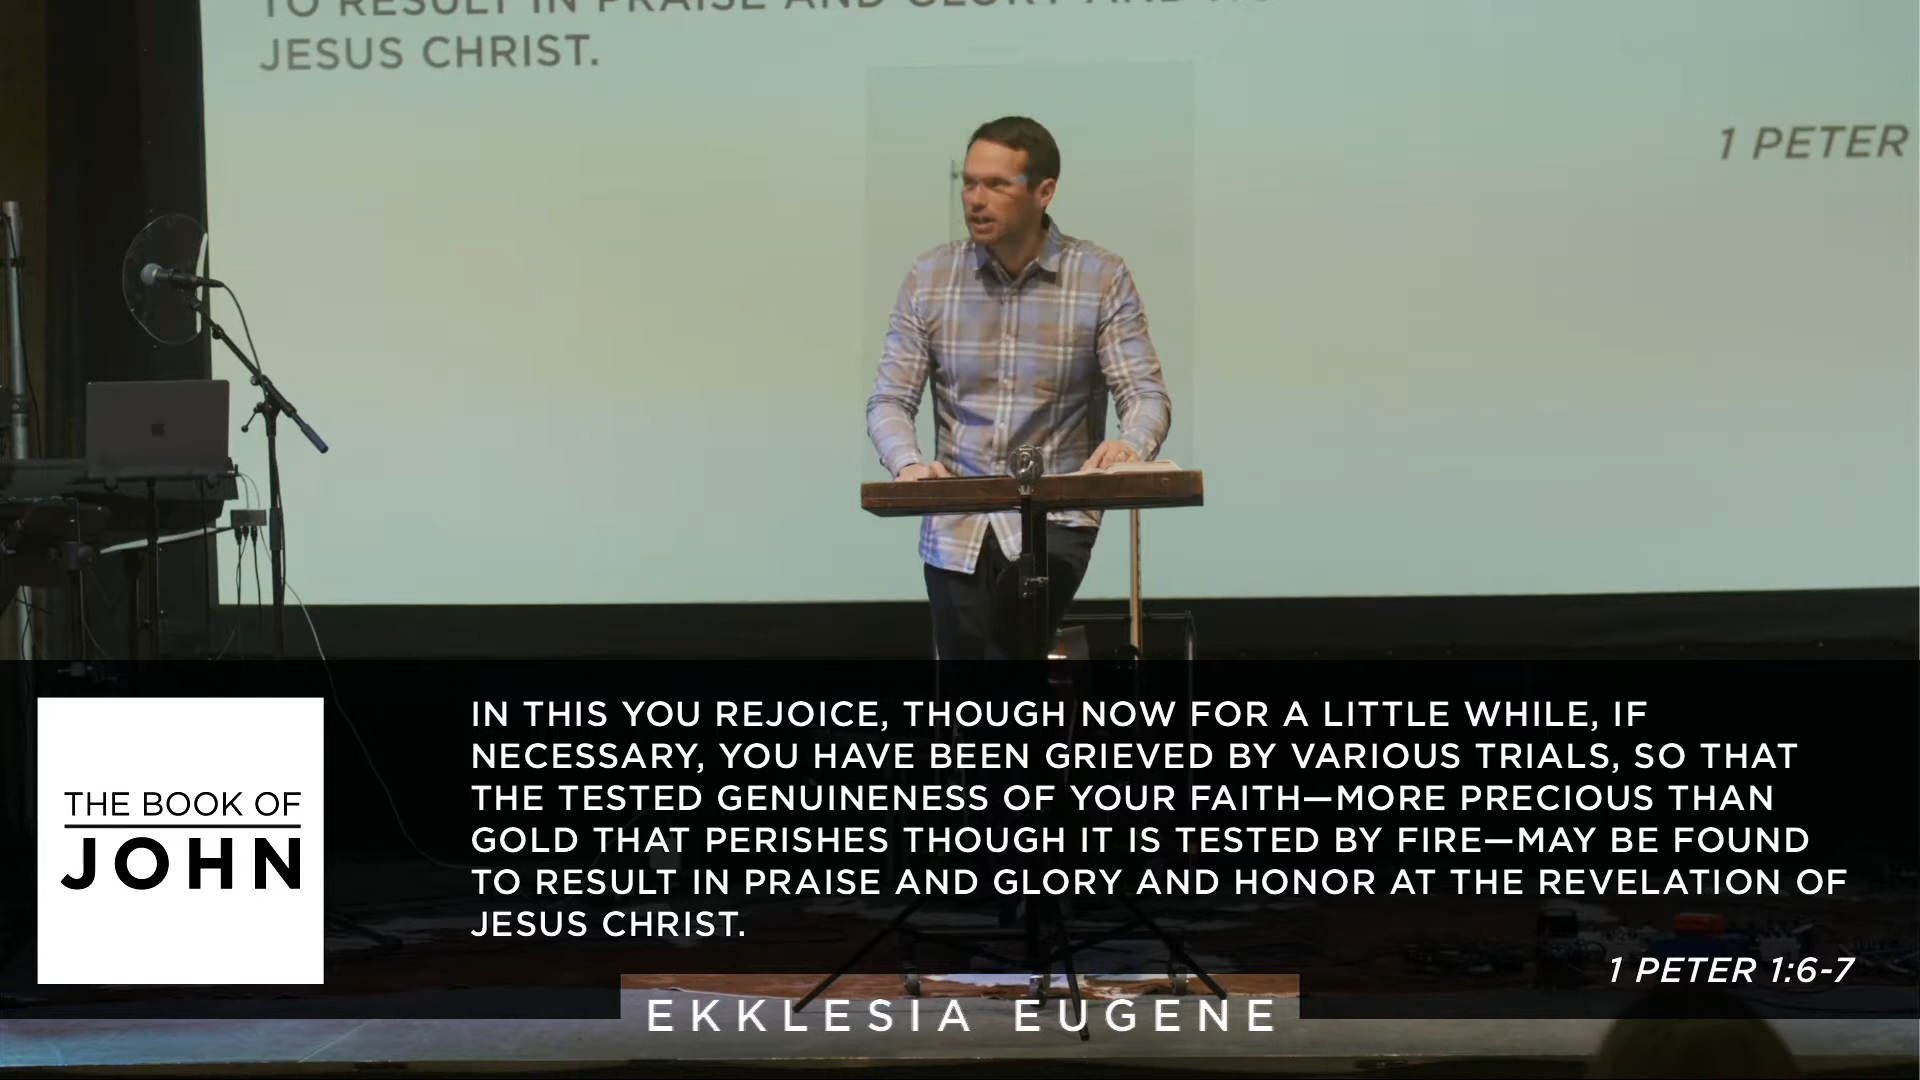 JESUS CHRIST.
1 PETER
THE BOOK OF
JOHN
IN THIS YOU REJOICE, THOUGH NOW FOR A LITTLE WHILE, IF
NECESSARY, YOU HAVE BEEN GRIEVED BY VARIOUS TRIALS, SO THAT
THE TESTED GENUINENESS OF YOUR FAITH—MORE PRECIOUS THAN
GOLD THAT PERISHES THOUGH IT IS TESTED BY FIRE—MAY BE FOUND
TO RESULT IN PRAISE AND GLORY AND HONOR AT THE REVELATION OF
JESUS CHRIST.
1 PETER 1:6-7
EKKLESIA EUGENE